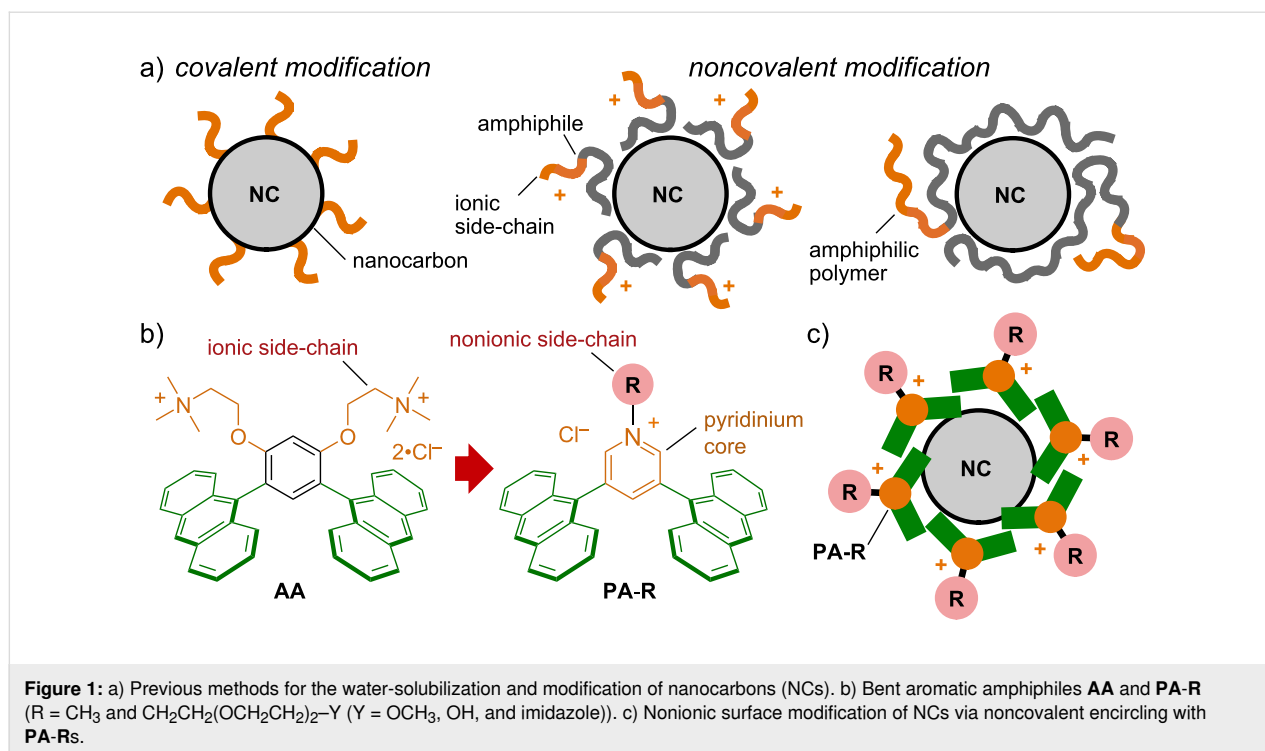 a) covalent modification
noncovalent modification
NC
nanocarbon
amphiphile
ionic
side-chain
NC
+
+
+
+
+
+
NC
amphiphilic
polymer
b)
ionic side-chain
+
N
O
O
N
+
2•Cl–
AA
nonionic side-chain
R
Cl–
N
+
pyridinium
core
PA-R
c)
R
R
R
R
R
R
+
+
+
+
+
+
NC
PA-R
Figure 1: a) Previous methods for the water-solubilization and modification of nanocarbons (NCs). b) Bent aromatic amphiphiles AA and PA-R
(R = CH3 and CH2CH2(OCH2CH2)2–Y (Y = OCH3, OH, and imidazole)). c) Nonionic surface modification of NCs via noncovalent encircling with
PA-Rs.